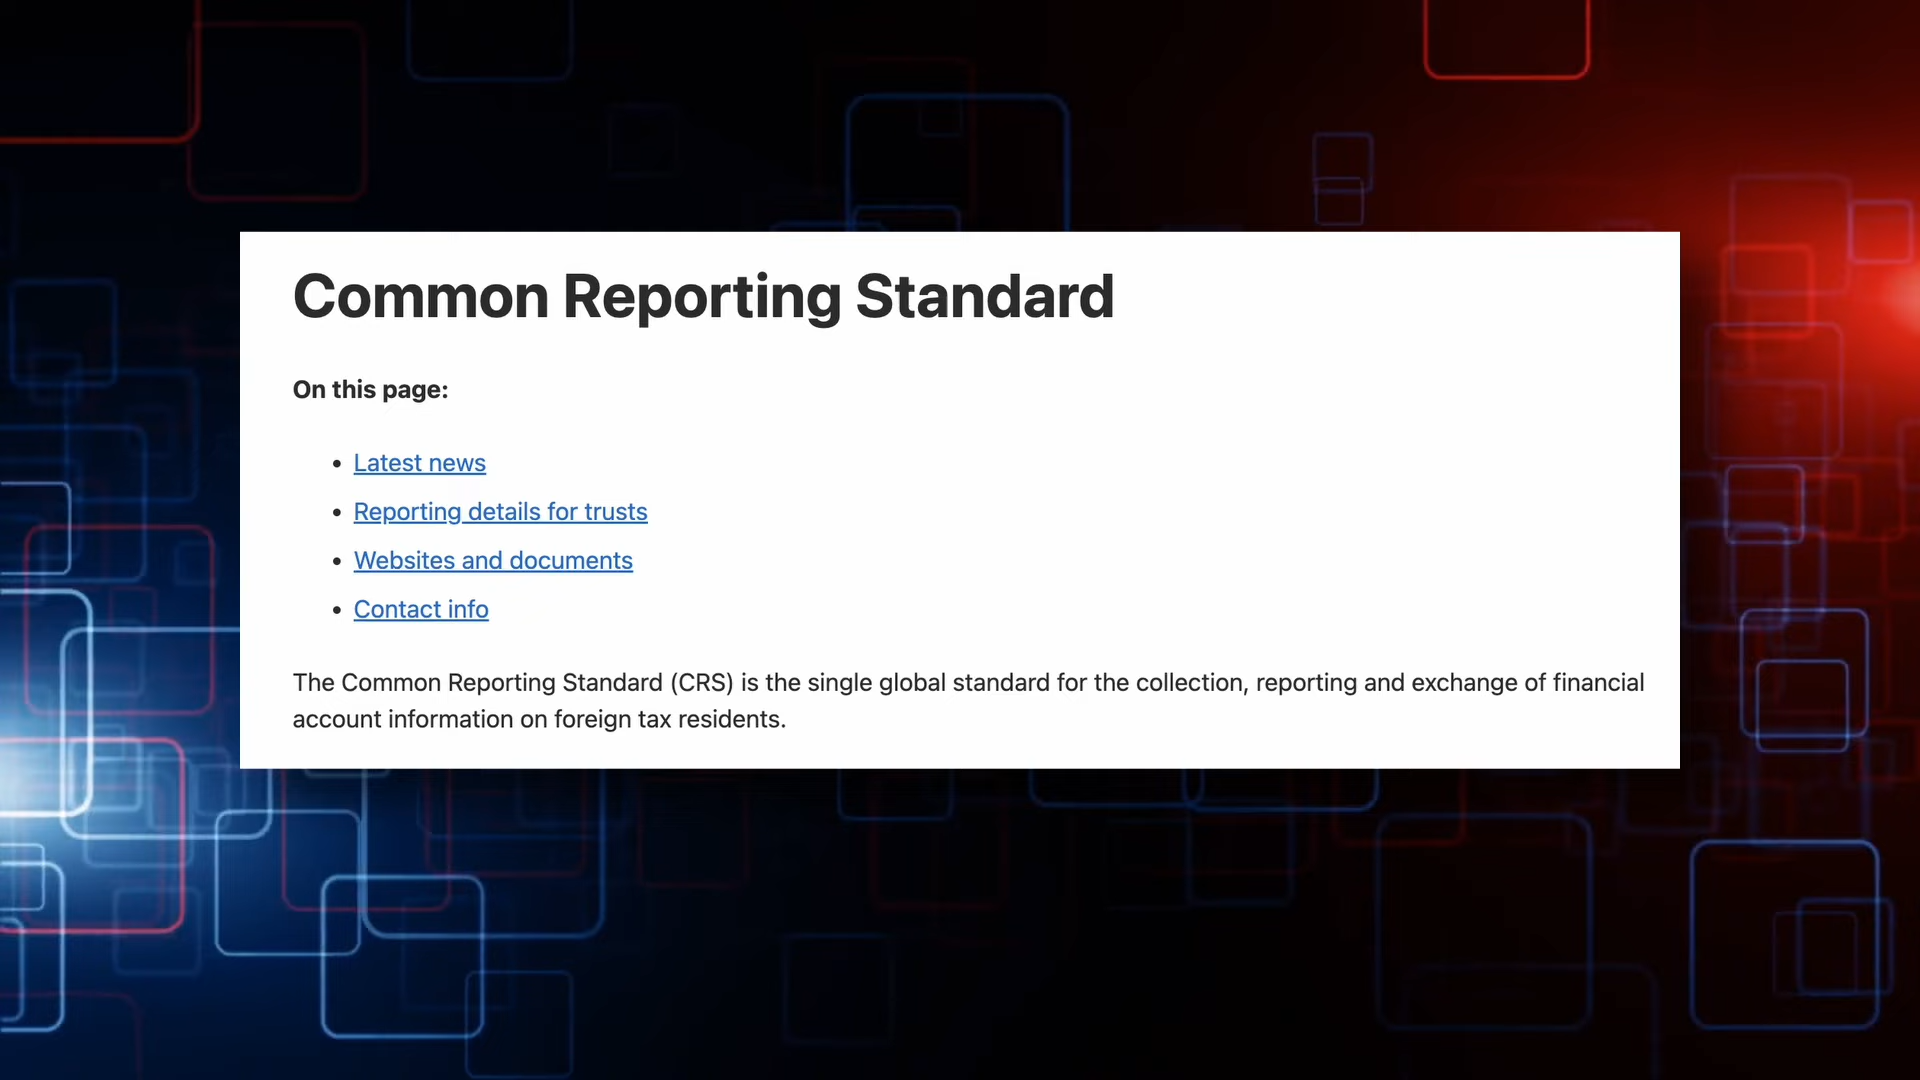 Common Reporting Standard
On this page:
• Latest news
• Reporting details for trusts
• Websites and documents
• Contact info
The Common Reporting Standard (CRS) is the single global standard for the collection, reporting and exchange of financial
account information on foreign tax residents.